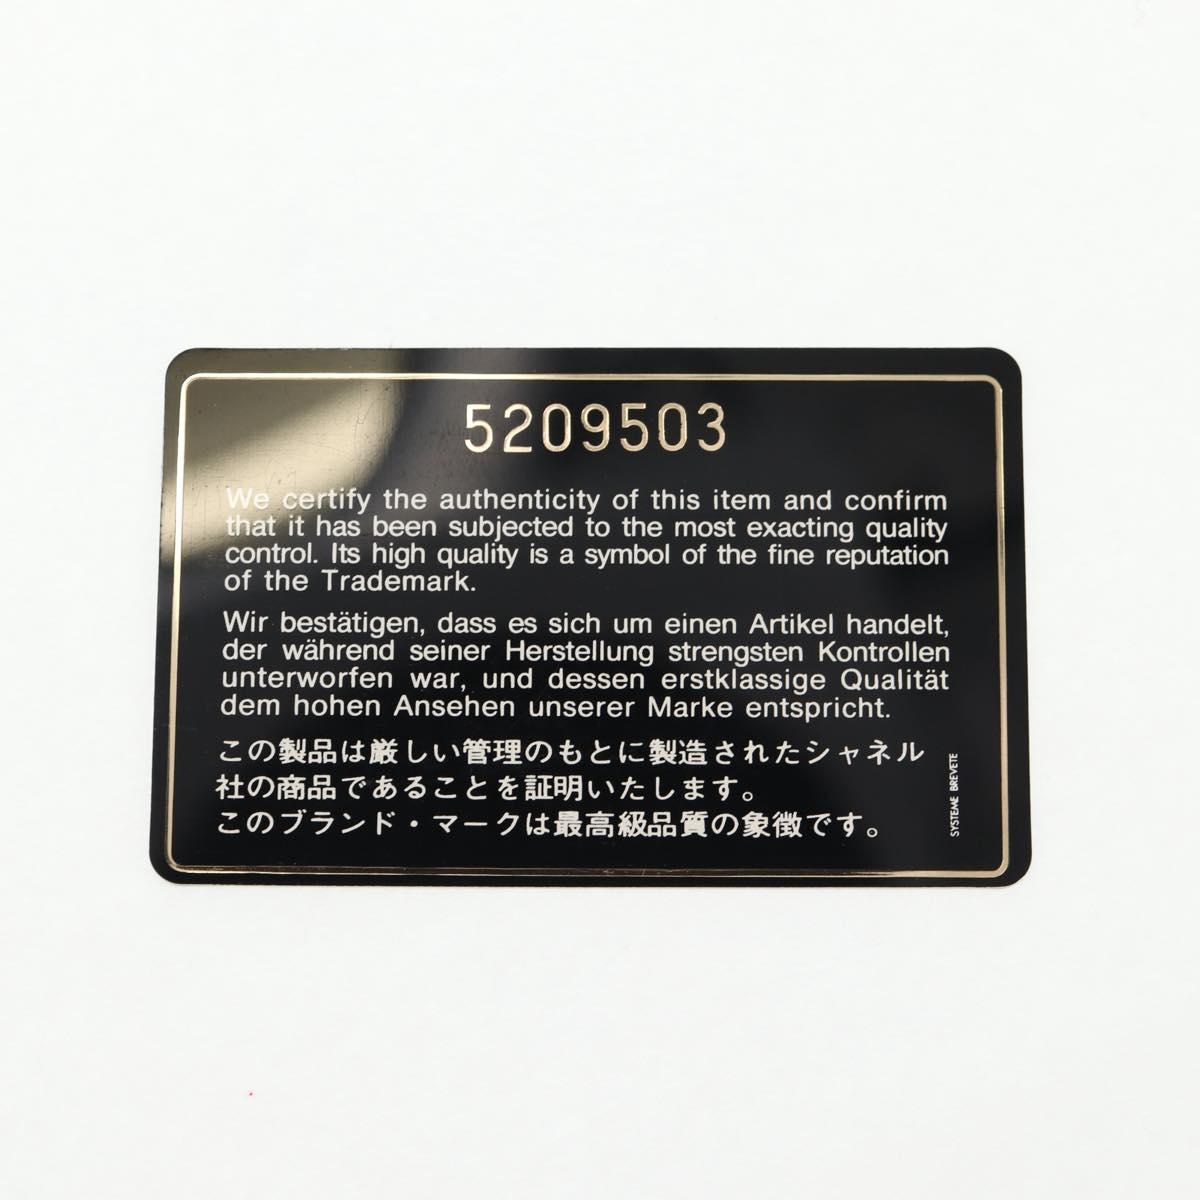 5209503
We certify the authenticity of this item and confirm
that it has been subjected to the most exacting quality
control. Its high quality is a symbol of the fine reputation
of the Trademark.
Wir bestätigen, dass es sich um einen Artikel handelt,
der während seiner Herstellung strengsten Kontrollen
unterworfen war, und dessen erstklassige Qualität
dem hohen Ansehen unserer Marke entspricht.
この製品は厳しい管理のもとに製造されたシャネル
社の商品であることを証明いたします。
このブランド・マークは最高級品質の象徴です。
SYSTEME BREVETE